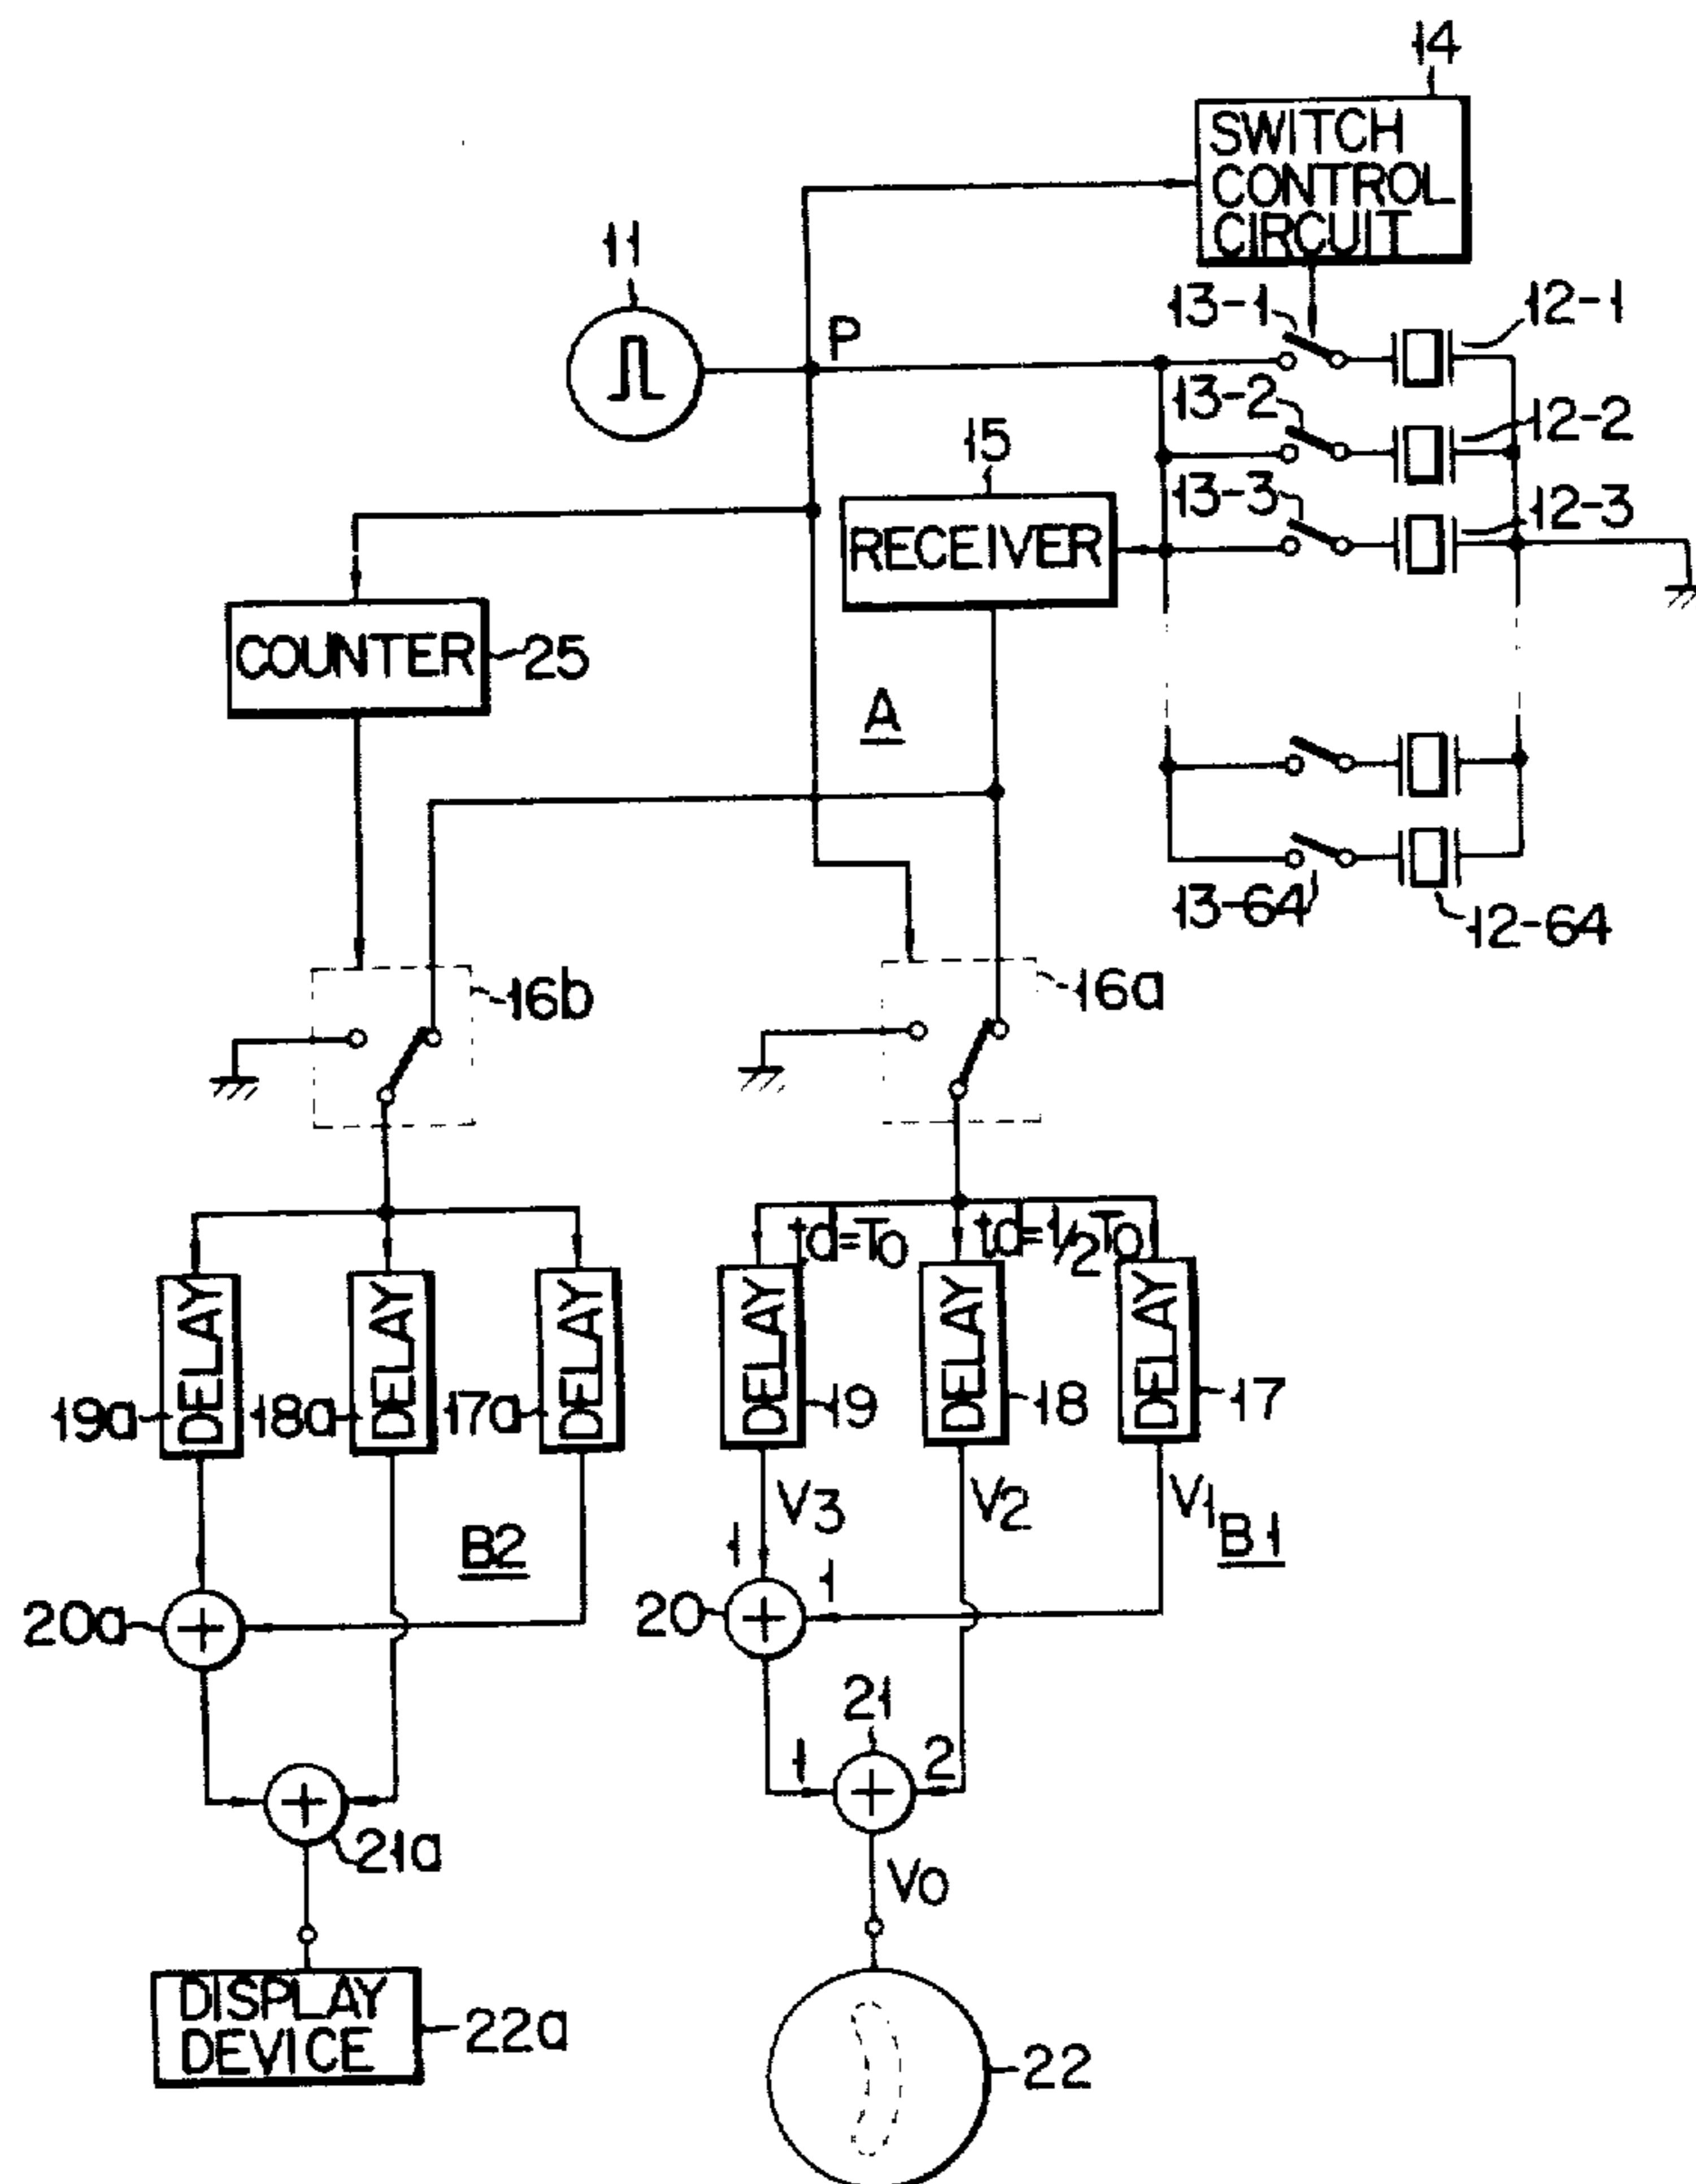 14
SWITCH
CONTROL
CIRCUIT
11
P
13-1
12-1
13-2
12-2
15
13-3
12-3
RECEIVER
COUNTER
25
A
13-64
12-64
16b
16a
td=To
td=1/2To
DELAY
DELAY
DELAY
DELAY
DELAY
DELAY
19a
18a
17a
19
18
17
V3
V2
V1
B2
B1
1
1
20a
20
21
1
2
21a
Vo
DISPLAY
DEVICE
22a
22